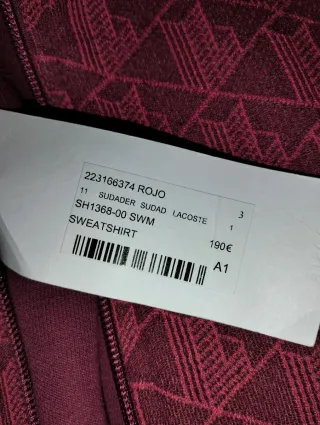 223166374 ROJO
11 SUDADER SUDAD LACOSTE 3
SH1368-00 SWM 1
SWEATSHIRT 190€
A1